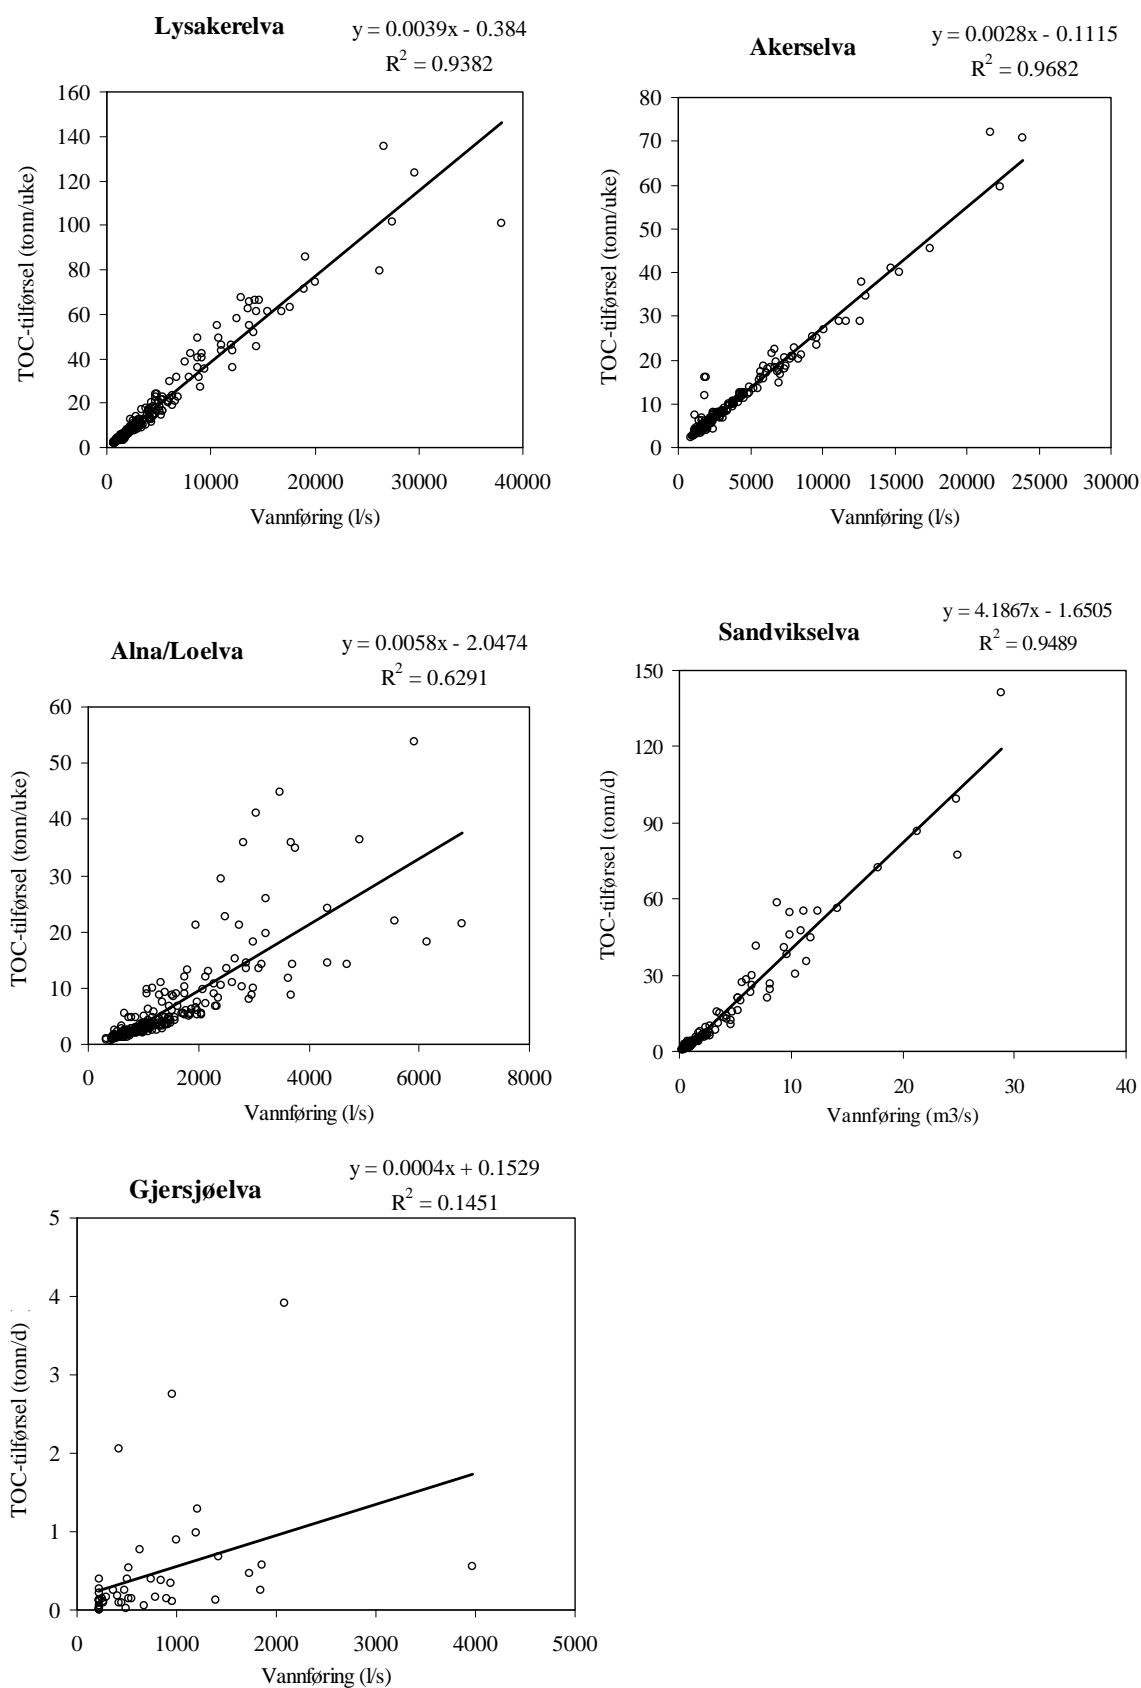 Lysakerelva
y = 0.0039x - 0.384
R² = 0.9382
160
140
120
100
80
60
40
20
0
TOC-tilførsel (tonn/uke)
0 10000 20000 30000 40000
Vannføring (l/s)
Akerselva
y = 0.0028x - 0.1115
R² = 0.9682
80
70
60
50
40
30
20
10
0
TOC-tilførsel (tonn/uke)
0 5000 10000 15000 20000 25000 30000
Vannføring (l/s)
Alna/Loelva
y = 0.0058x - 2.0474
R² = 0.6291
60
50
40
30
20
10
0
TOC-tilførsel (tonn/uke)
0 2000 4000 6000 8000
Vannføring (l/s)
Sandvikselva
y = 4.1867x - 1.6505
R² = 0.9489
150
120
90
60
30
0
TOC-tilførsel (tonn/d)
0 10 20 30 40
Vannføring (m3/s)
Gjersjøelva
y = 0.0004x + 0.1529
R² = 0.1451
5
4
3
2
1
0
TOC-tilførsel (tonn/d)
0 1000 2000 3000 4000 5000
Vannføring (l/s)